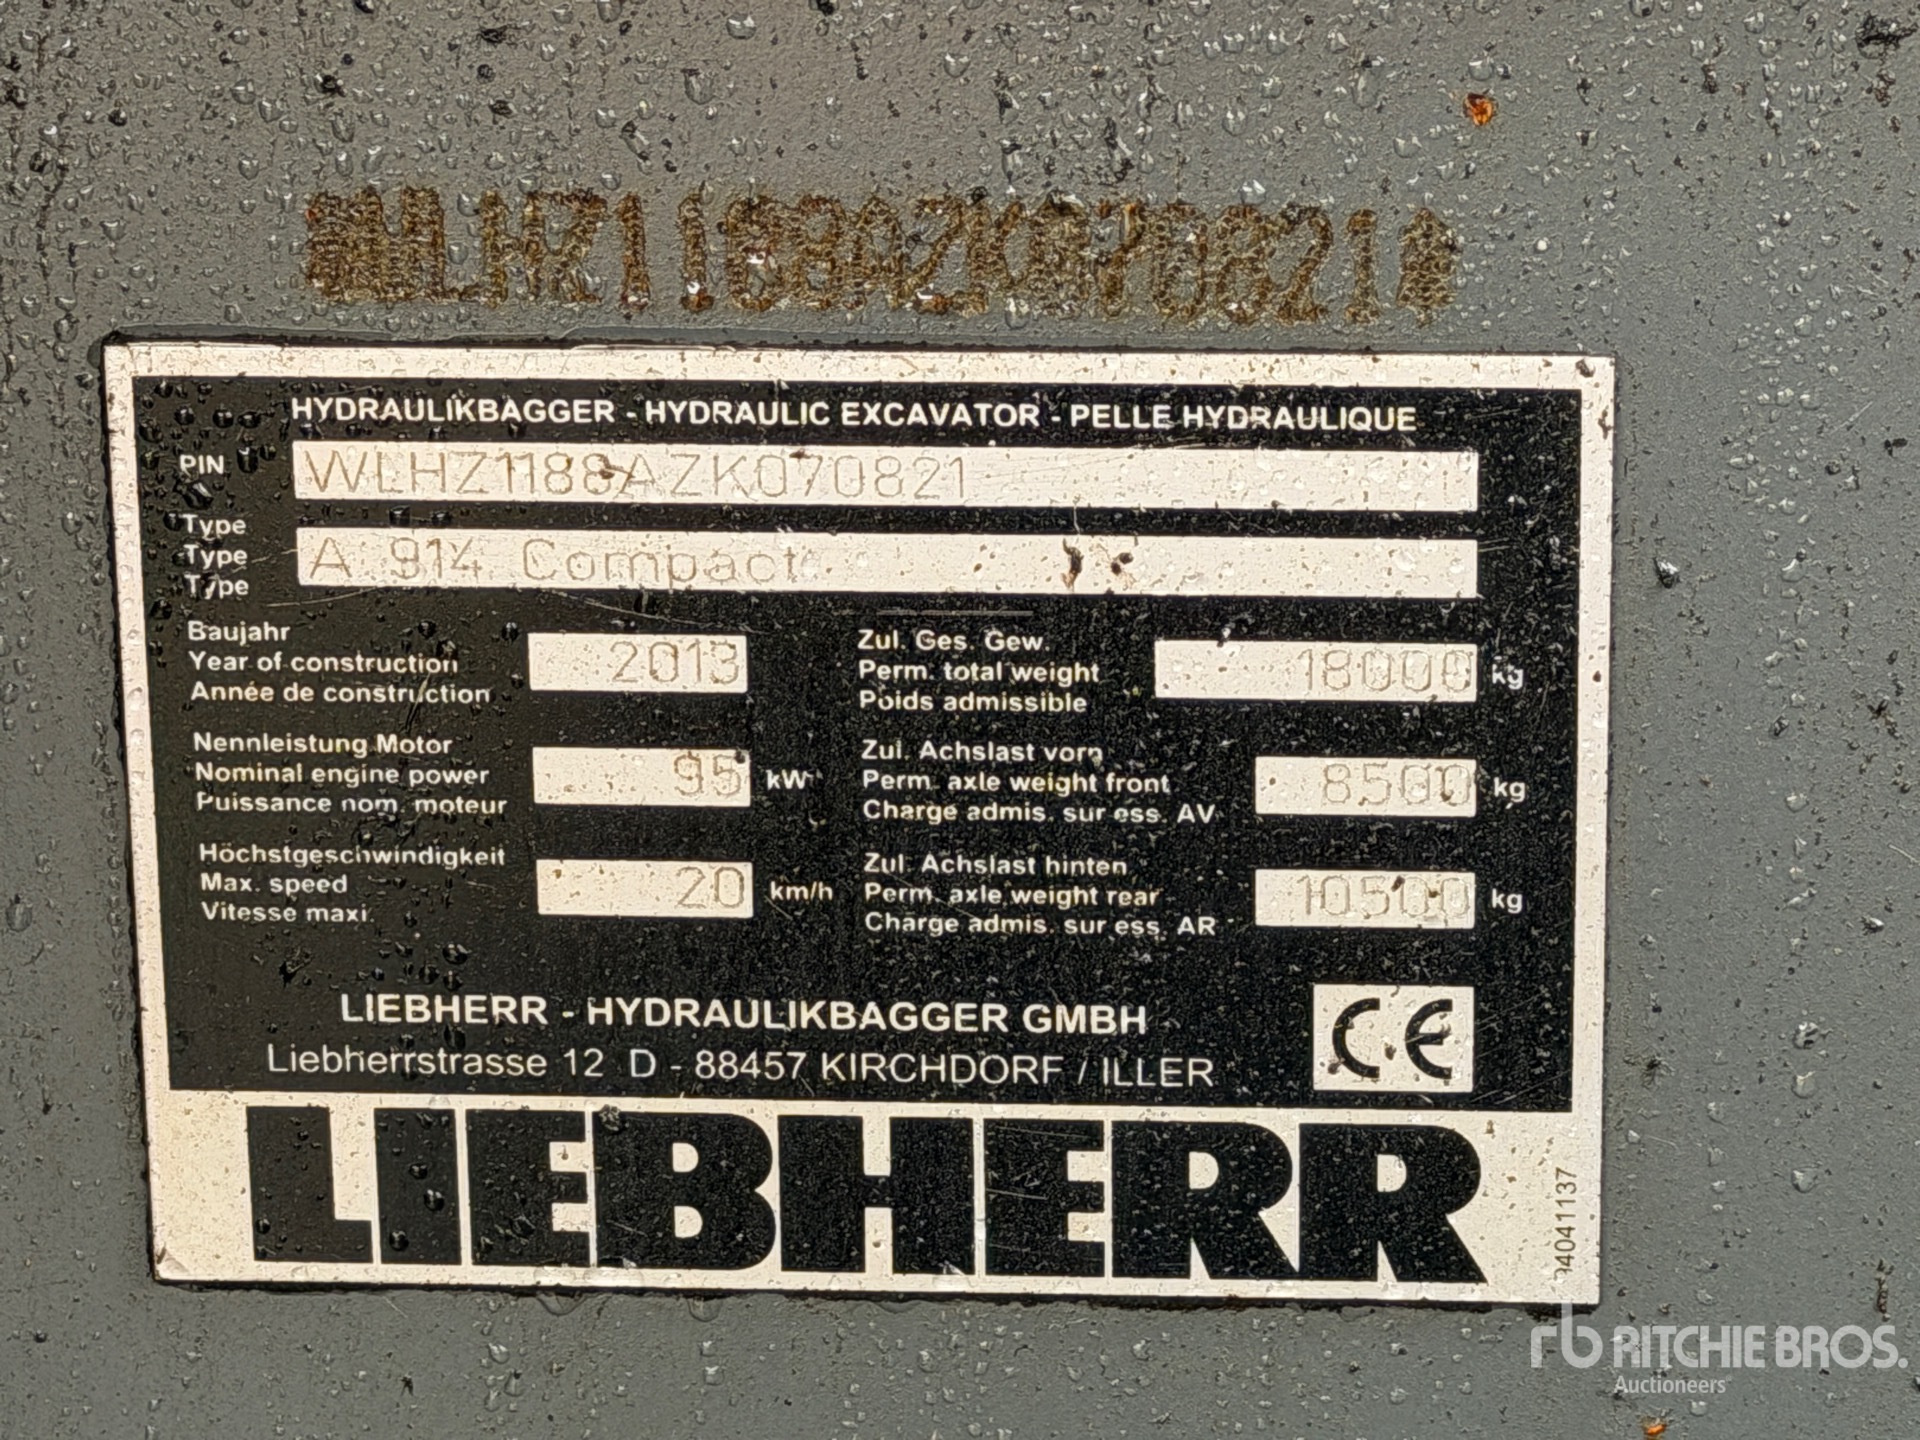 WLHZ1188AZK070821
HYDRAULIKBAGGER - HYDRAULIC EXCAVATOR - PELLE HYDRAULIQUE
PIN WLHZ1188AZK070821
Type
Type A 914 Compact
Type
Baujahr
Year of construction 2013
Année de construction
Zul. Ges. Gew.
Perm. total weight 18000 kg
Poids admissible
Nennleistung Motor
Nominal engine power 95 kW
Puissance nom. moteur
Zul. Achslast vorn
Perm. axle weight front 8500 kg
Charge admis. sur ess. AV
Höchstgeschwindigkeit
Max. speed 20 km/h
Vitesse maxi.
Zul. Achslast hinten
Perm. axle weight rear 10500 kg
Charge admis. sur ess. AR
LIEBHERR - HYDRAULIKBAGGER GMBH
Liebherrstrasse 12 D - 88457 KIRCHDORF / ILLER
CE
LIEBHERR
rb RITCHIE BROS.
Auctioneers